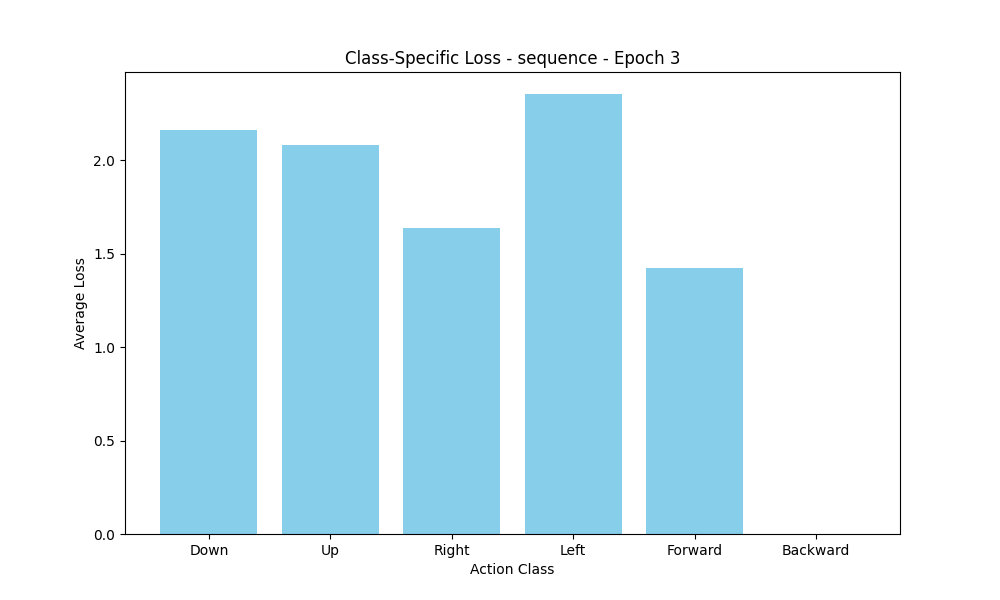 Class-Specific Loss - sequence - Epoch 3
Average Loss
2.0
1.5
1.0
0.5
0.0
Down Up Right Left Forward Backward
Action Class